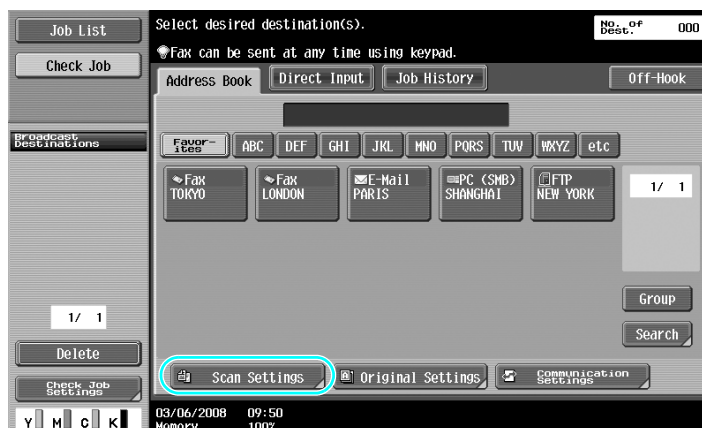 Job List
Check Job
Broadcast
Destinations
1/ 1
Delete
Check Job
Settings
Y M C K
Select desired destination(s).
No. of
Dest.
000
Fax can be sent at any time using keypad.
Address Book
Direct Input
Job History
Off-Hook
Favor-
ites
ABC
DEF
GHI
JKL
MNO
PQRS
TUV
WXYZ
etc
Fax
TOKYO
Fax
LONDON
E-Mail
PARIS
PC (SMB)
SHANGHAI
FTP
NEW YORK
1/ 1
Group
Search
Scan Settings
Original Settings
Communication
Settings
03/06/2008 09:50
Memory 100%